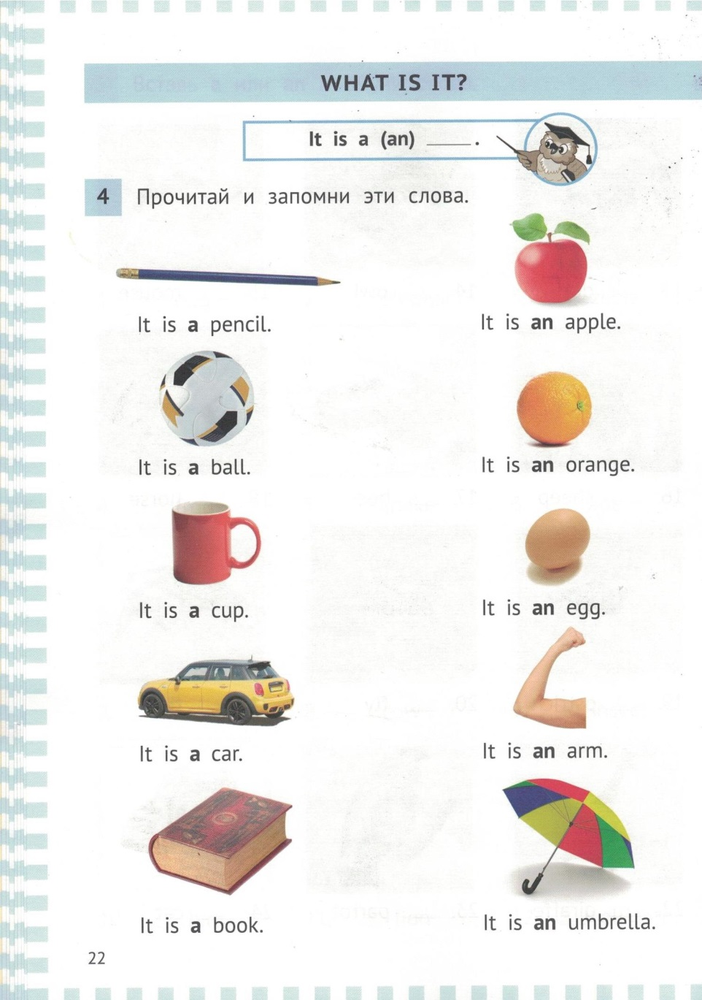 WHAT IS IT?
It is a (an) _____ .
4 Прочитай и запомни эти слова.
It is a pencil.
It is an apple.
It is a ball.
It is an orange.
It is a cup.
It is an egg.
It is a car.
It is an arm.
It is a book.
It is an umbrella.
22